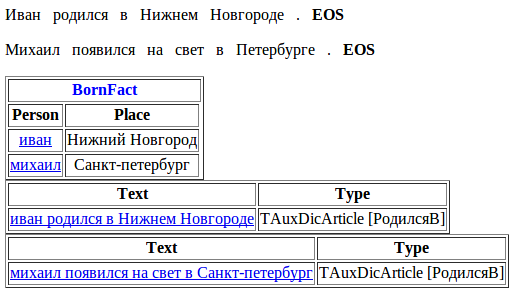 Иван родился в Нижнем Новгороде . EOS
Михаил появился на свет в Петербурге . EOS
BornFact
Person Place
иван Нижний Новгород
михаил Санкт-петербург
Text Type
иван родился в Нижнем Новгороде TAuxDicArticle [РодилсяВ]
Text Type
михаил появился на свет в Санкт-петербург TAuxDicArticle [РодилсяВ]